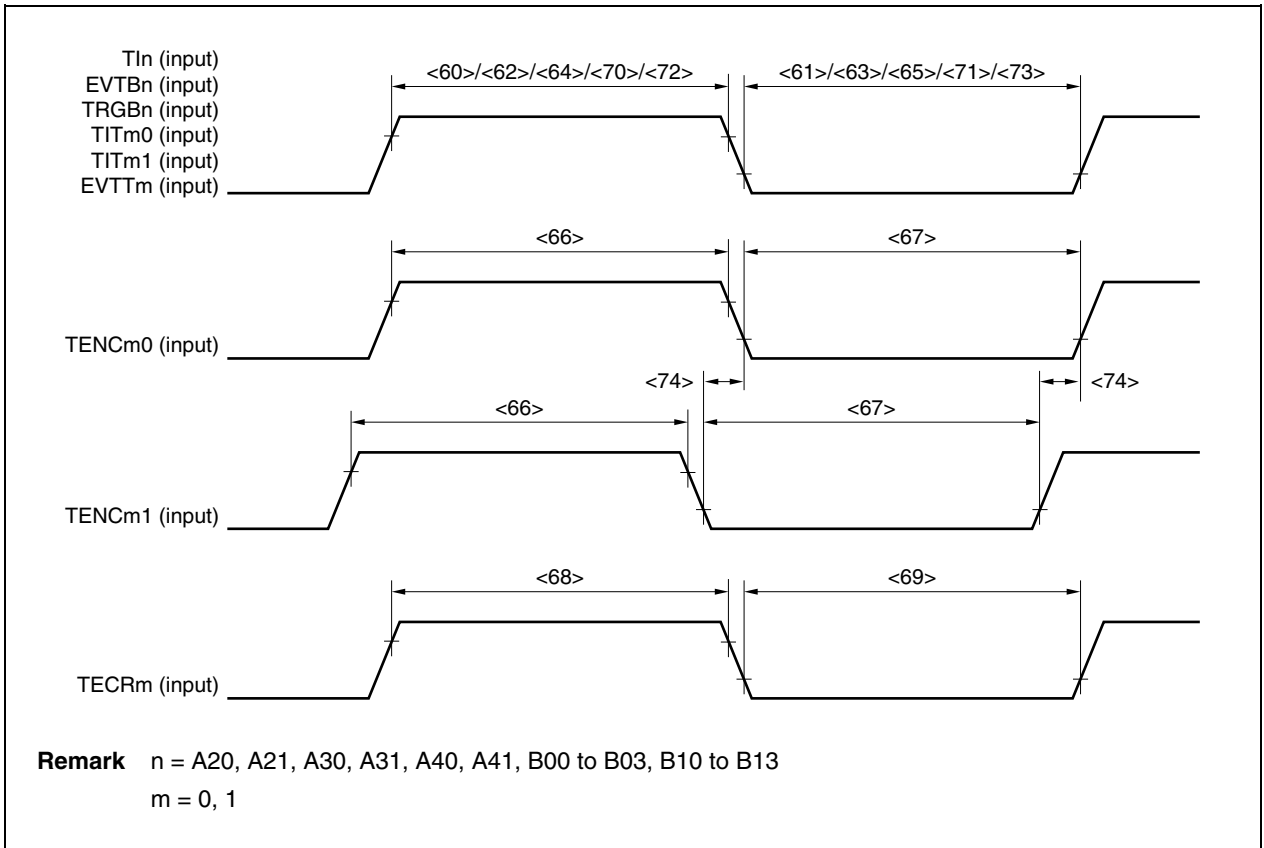 TIn (input)
EVTBn (input)
TRGBn (input)
TITm0 (input)
TITm1 (input)
EVTTm (input)
<60>/<62>/<64>/<70>/<72>
<61>/<63>/<65>/<71>/<73>
<66>
<67>
TENCm0 (input)
<74>
<74>
<66>
<67>
TENCm1 (input)
<68>
<69>
TECRm (input)
Remark n = A20, A21, A30, A31, A40, A41, B00 to B03, B10 to B13
m = 0, 1